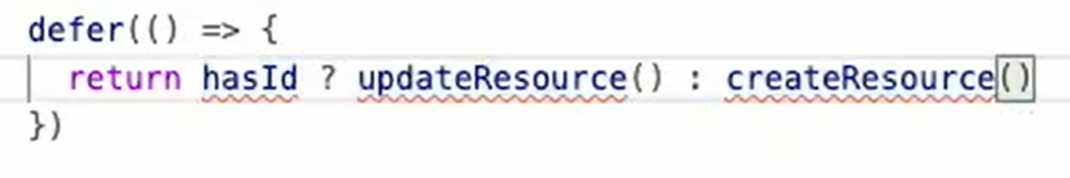 defer(() => {
return hasId ? updateResource() : createResource()
})